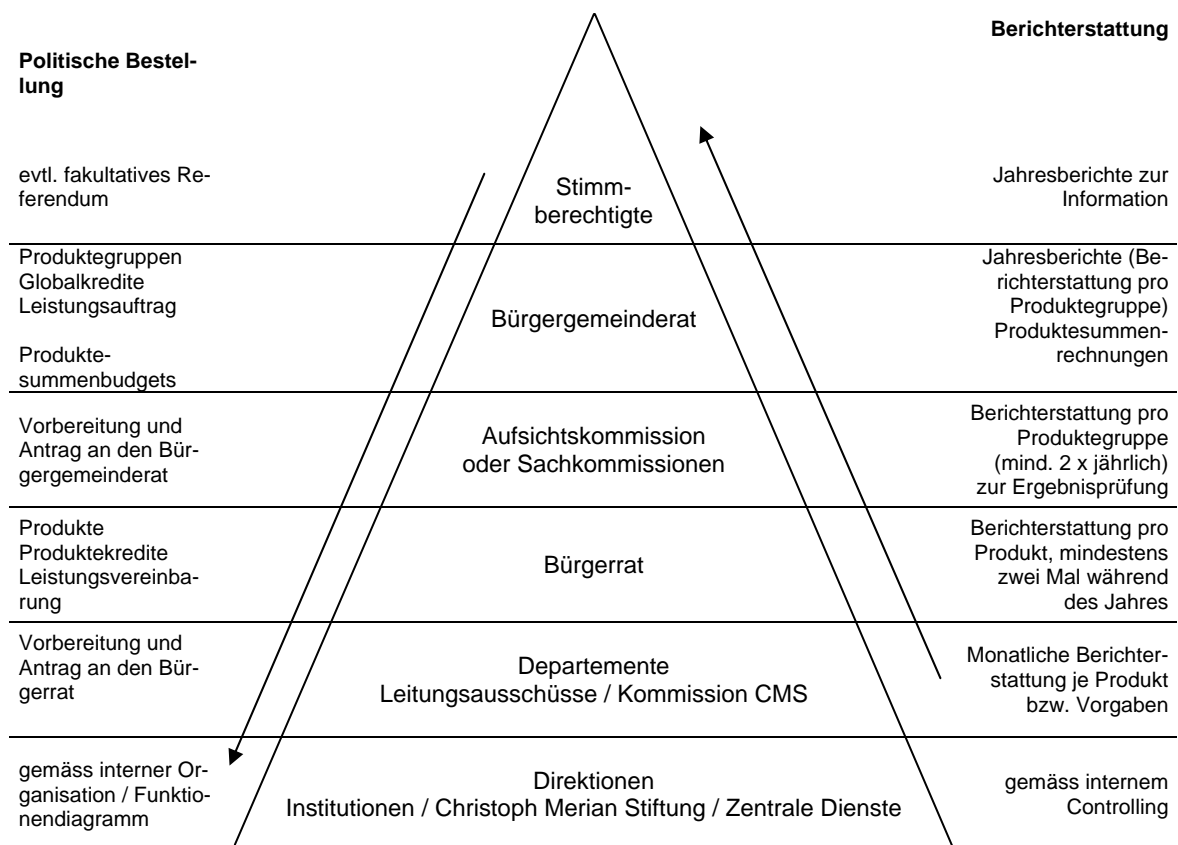 Berichterstattung
Politische Bestel-
lung
evtl. fakultatives Re-
ferendum
Stimm-
berechtigte
Jahresberichte zur
Information
Produktegruppen
Globalkredite
Leistungsauftrag
Produkte-
summenbudgets
Bürgergemeinderat
Jahresberichte (Be-
richterstattung pro
Produktegruppe)
Produktesummen-
rechnungen
Vorbereitung und
Antrag an den Bür-
gergemeinderat
Aufsichtskommission
oder Sachkommissionen
Berichterstattung pro
Produktegruppe
(mind. 2 x jährlich)
zur Ergebnisprüfung
Produkte
Produktekredite
Leistungsvereinba-
rung
Bürgerrat
Berichterstattung pro
Produkt, mindestens
zwei Mal während
des Jahres
Vorbereitung und
Antrag an den Bür-
gerrat
Departemente
Leitungsausschüsse / Kommission CMS
Monatliche Berichter-
stattung je Produkt
bzw. Vorgaben
gemäss interner Or-
ganisation / Funktio-
nendiagramm
Direktionen
Institutionen / Christoph Merian Stiftung / Zentrale Dienste
gemäss internem
Controlling